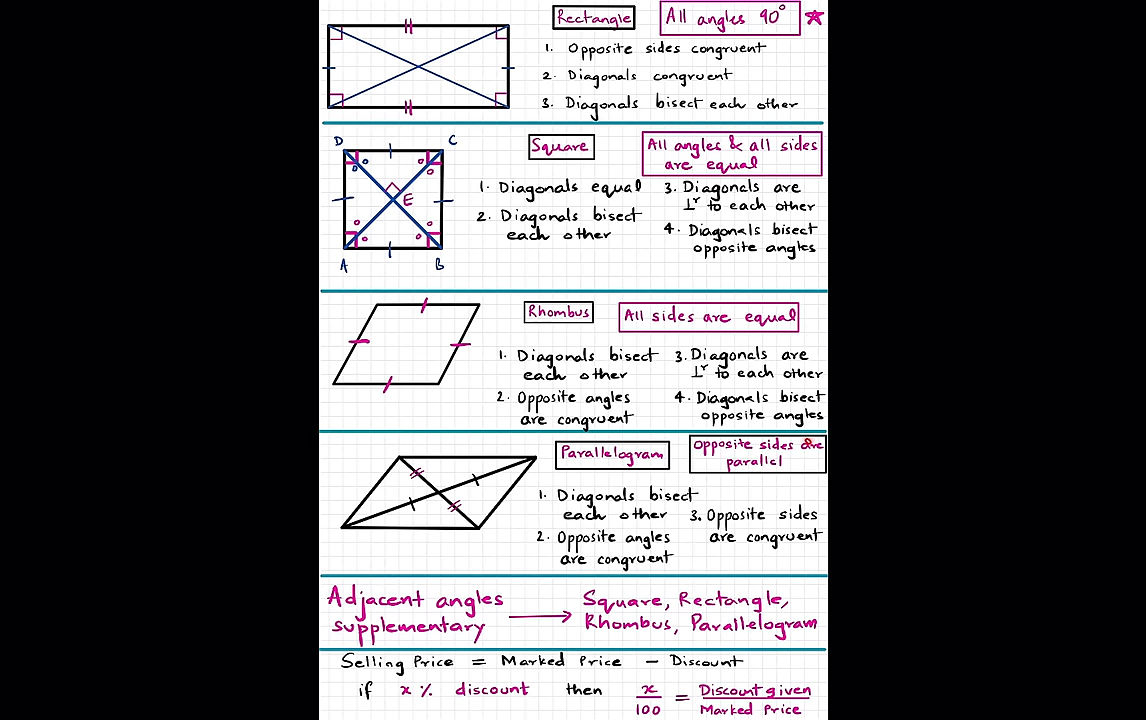 Rectangle
All angles 90°
1. Opposite sides congruent
2. Diagonals congruent
3. Diagonals bisect each other
D
C
E
A
B
Square
All angles & all sides
are equal
1. Diagonals equal
2. Diagonals bisect
each other
3. Diagonals are
⊥ʳ to each other
4. Diagonals bisect
opposite angles
Rhombus
All sides are equal
1. Diagonals bisect
each other
2. Opposite angles
are congruent
3. Diagonals are
⊥ʳ to each other
4. Diagonals bisect
opposite angles
Parallelogram
Opposite sides are
parallel
1. Diagonals bisect
each other
2. Opposite angles
are congruent
3. Opposite sides
are congruent
Adjacent angles
supplementary
Square, Rectangle,
Rhombus, Parallelogram
Selling Price = Marked Price - Discount
if x % discount then x/100 = Discount given/Marked Price